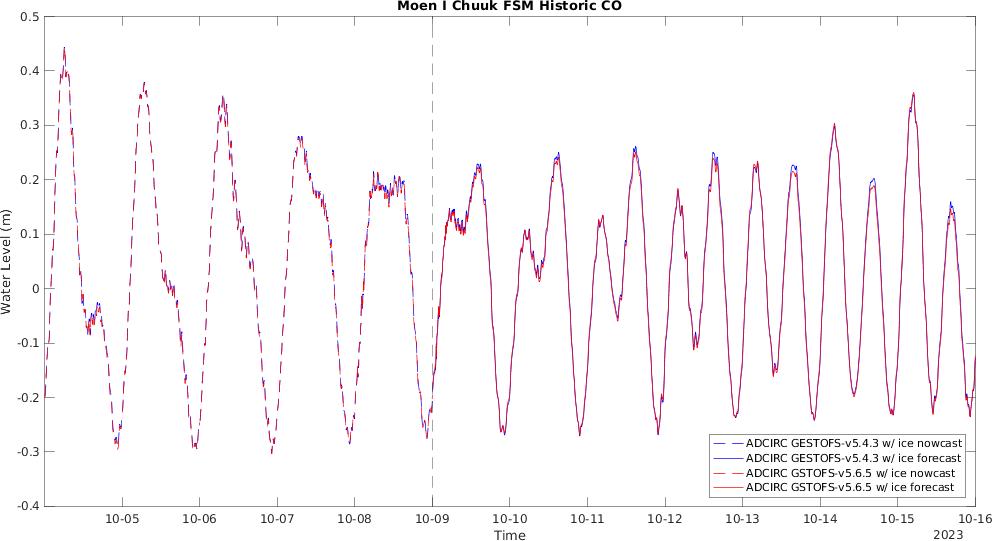 Moen I Chuuk FSM Historic CO
0.5
0.4
0.3
0.2
0.1
0
-0.1
-0.2
-0.3
-0.4
Water Level (m)
ADCIRC GESTOFS-v5.4.3 w/ ice nowcast
ADCIRC GESTOFS-v5.4.3 w/ ice forecast
ADCIRC GSTOFS-v5.6.5 w/ ice nowcast
ADCIRC GSTOFS-v5.6.5 w/ ice forecast
10-05 10-06 10-07 10-08 10-09 10-10 10-11 10-12 10-13 10-14 10-15 10-16
Time
2023